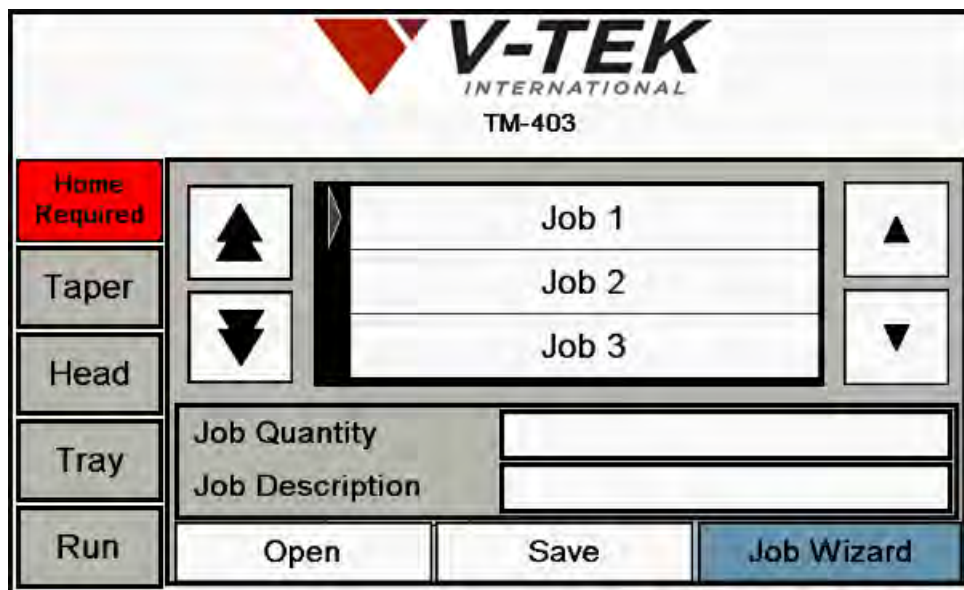 V-TEK
INTERNATIONAL
TM-403
Home
Required
Taper
Head
Tray
Run
Job 1
Job 2
Job 3
Job Quantity
Job Description
Open
Save
Job Wizard